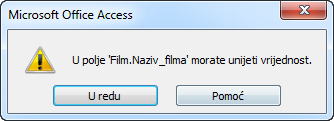 Microsoft Office Access
U polje 'Film.Naziv_filma' morate unijeti vrijednost.
U redu
Pomoć